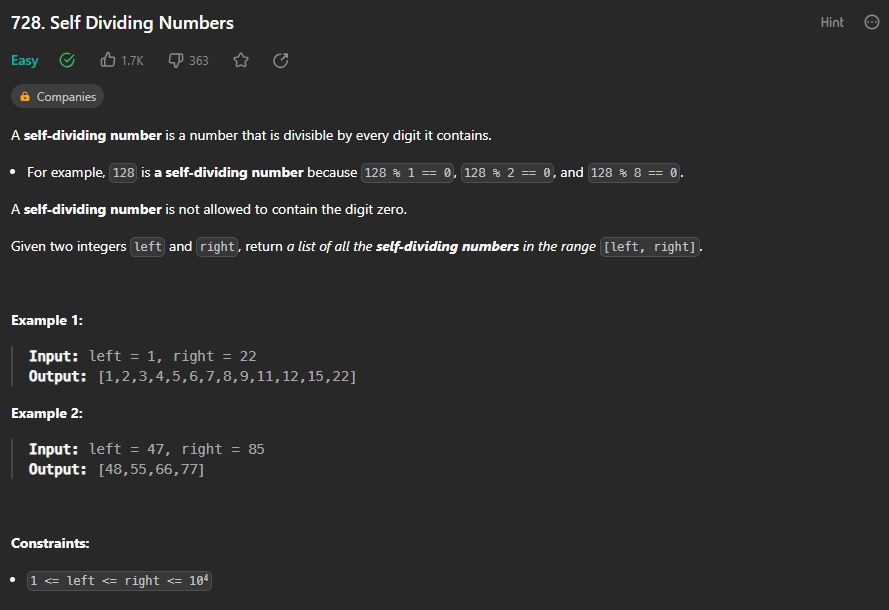 728. Self Dividing Numbers
Hint
Easy 1.7K 363
Companies
A self-dividing number is a number that is divisible by every digit it contains.
• For example, 128 is a self-dividing number because 128 % 1 == 0, 128 % 2 == 0, and 128 % 8 == 0.
A self-dividing number is not allowed to contain the digit zero.
Given two integers left and right, return a list of all the self-dividing numbers in the range [left, right].
Example 1:
Input: left = 1, right = 22
Output: [1,2,3,4,5,6,7,8,9,11,12,15,22]
Example 2:
Input: left = 47, right = 85
Output: [48,55,66,77]
Constraints:
• 1 <= left <= right <= 10⁴